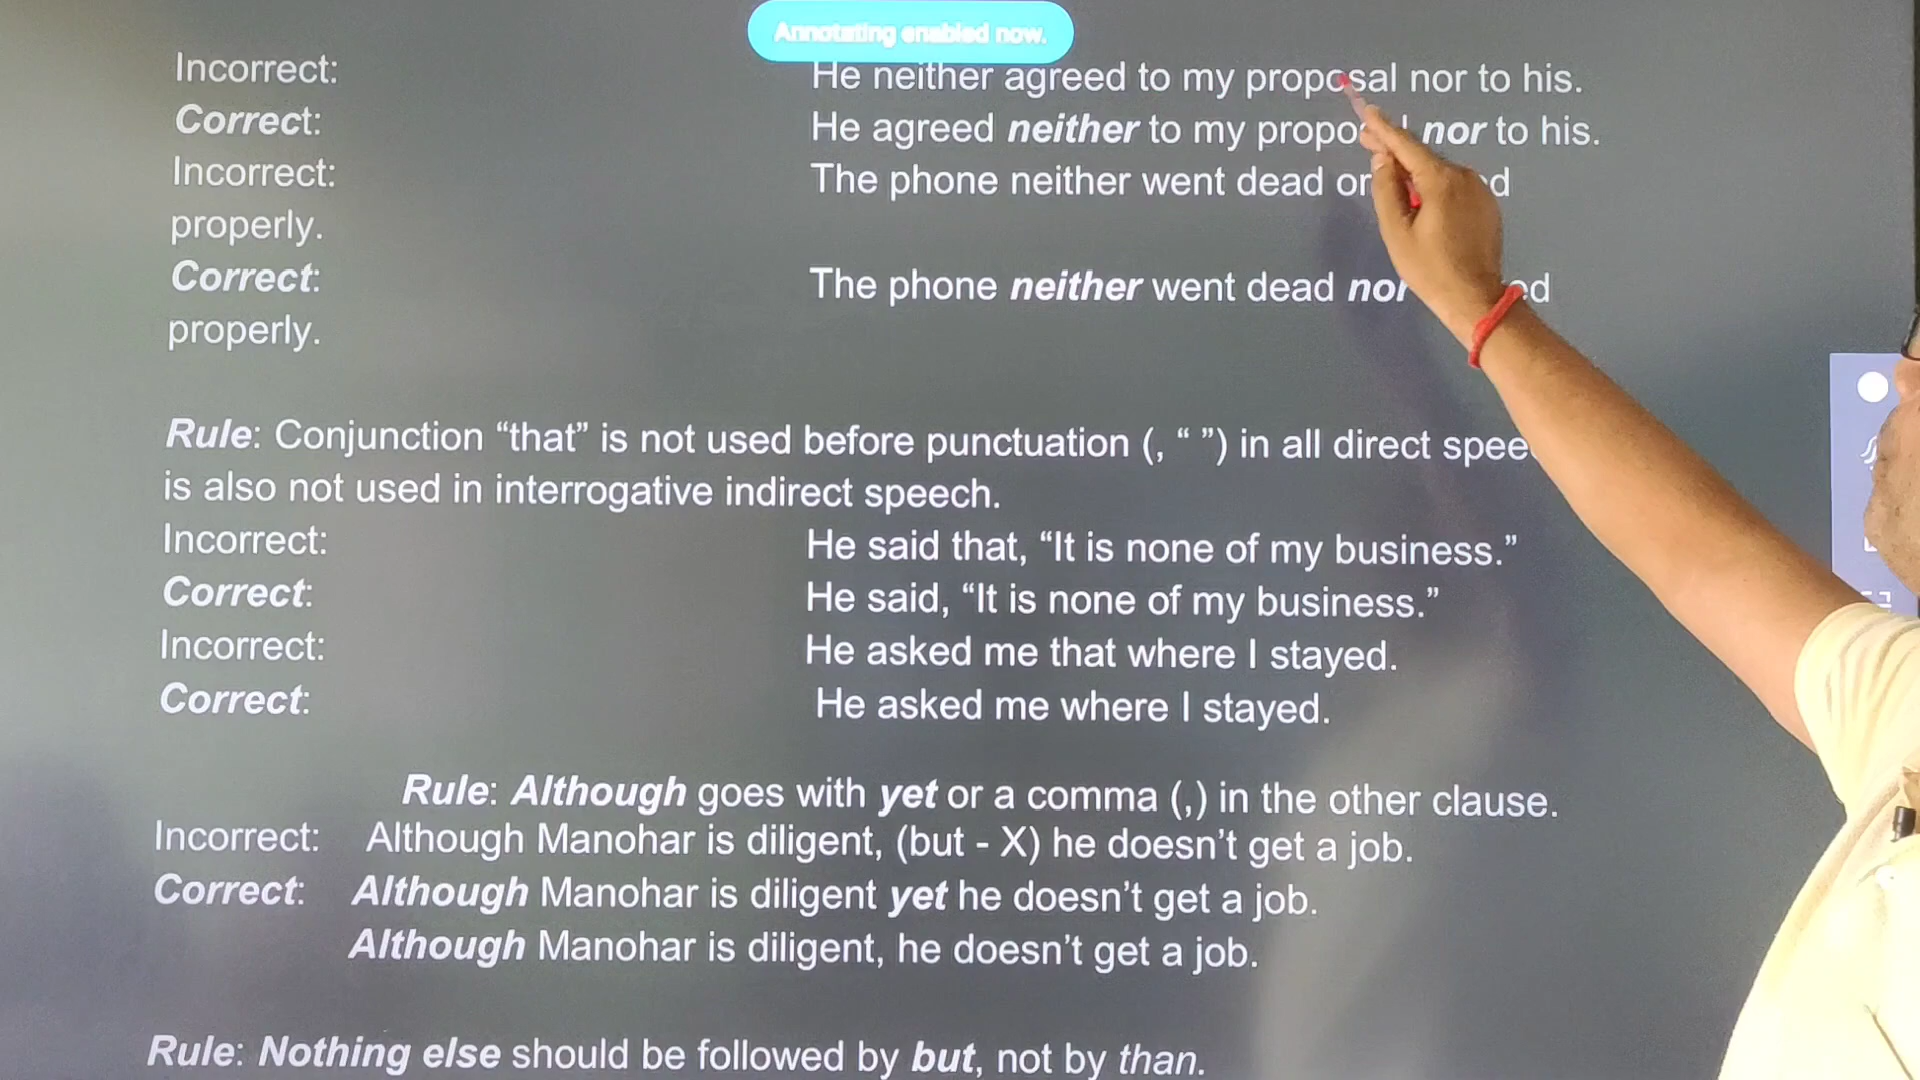 Annotating enabled now.
Incorrect: He neither agreed to my proposal nor to his.
Correct: He agreed neither to my nor to his.
Incorrect: The phone neither went dead or
properly.
Correct: The phone neither went dead nor
properly.
Rule: Conjunction “that” is not used before punctuation (, “ ”) in all direct
is also not used in interrogative indirect speech.
Incorrect: He said that, “It is none of my business.”
Correct: He said, “It is none of my business.”
Incorrect: He asked me that where I stayed.
Correct: He asked me where I stayed.
Rule: Although goes with yet or a comma (,) in the other clause.
Incorrect: Although Manohar is diligent, (but - X) he doesn’t get a job.
Correct: Although Manohar is diligent yet he doesn’t get a job.
Although Manohar is diligent, he doesn’t get a job.
Rule: Nothing else should be followed by but, not by than.